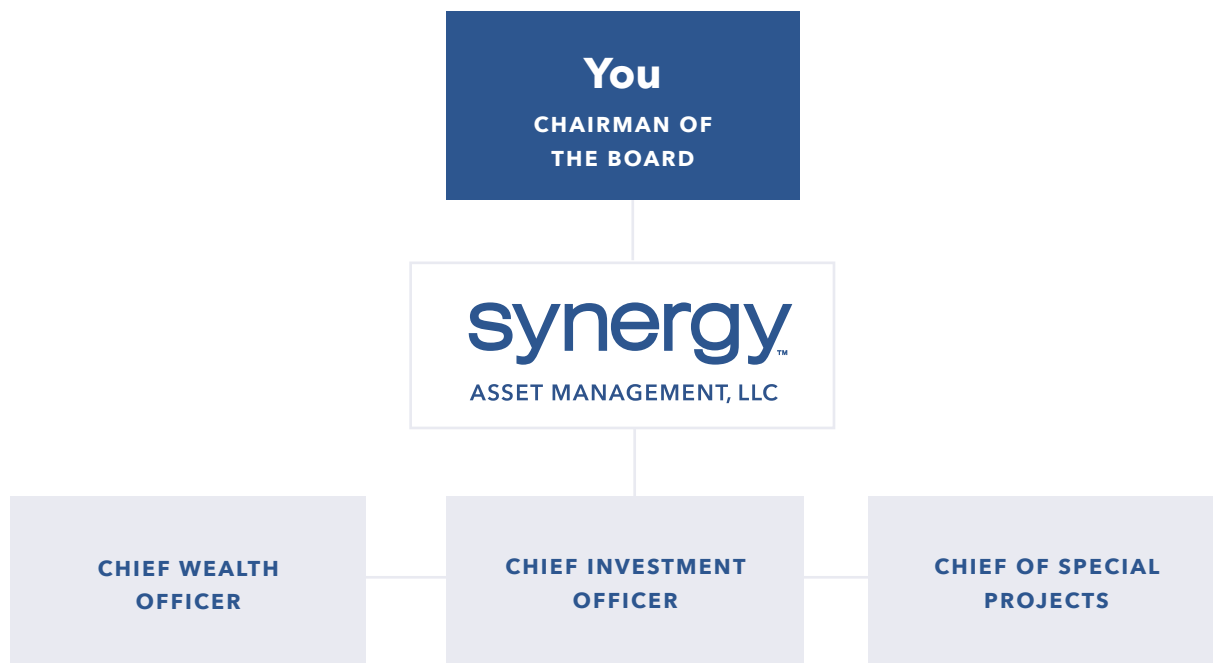 You
CHAIRMAN OF
THE BOARD
synergy™
ASSET MANAGEMENT, LLC
CHIEF WEALTH
OFFICER
CHIEF INVESTMENT
OFFICER
CHIEF OF SPECIAL
PROJECTS